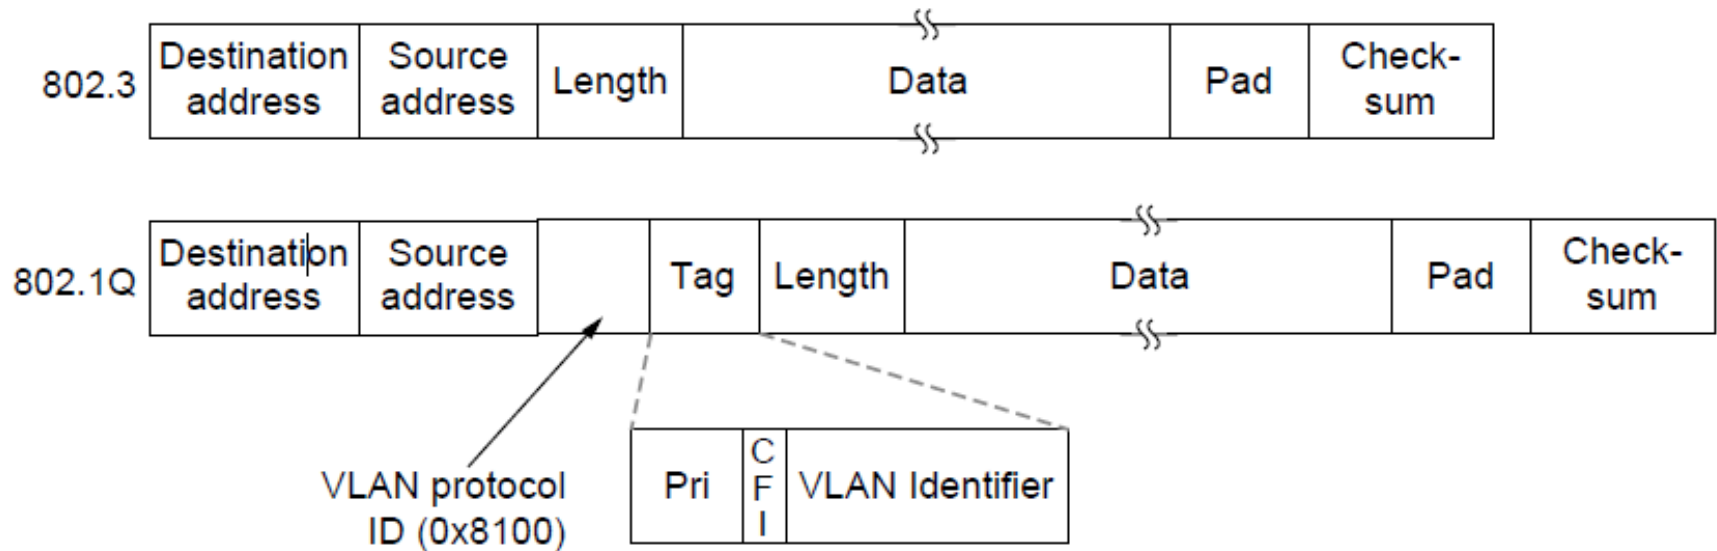 802.3
Destination
address
Source
address
Length
Data
Pad
Check-
sum
802.1Q
Destination
address
Source
address
Tag
Length
Data
Pad
Check-
sum
VLAN protocol
ID (0x8100)
Pri
C
F
I
VLAN Identifier